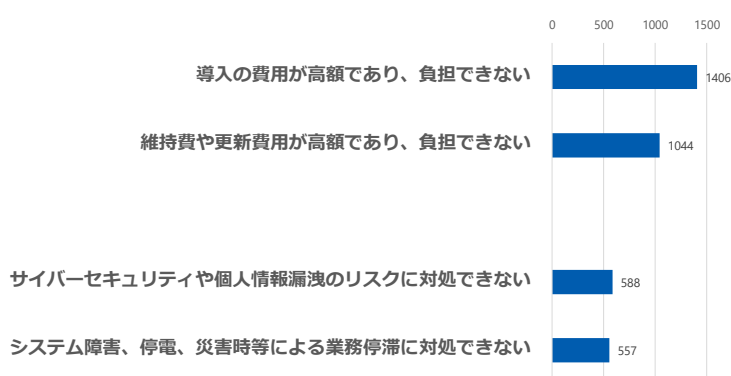 0 500 1000 1500
導入の費用が高額であり、負担できない 1406
維持費や更新費用が高額であり、負担できない 1044
サイバーセキュリティや個人情報漏洩のリスクに対処できない 588
システム障害、停電、災害時等による業務停滞に対処できない 557